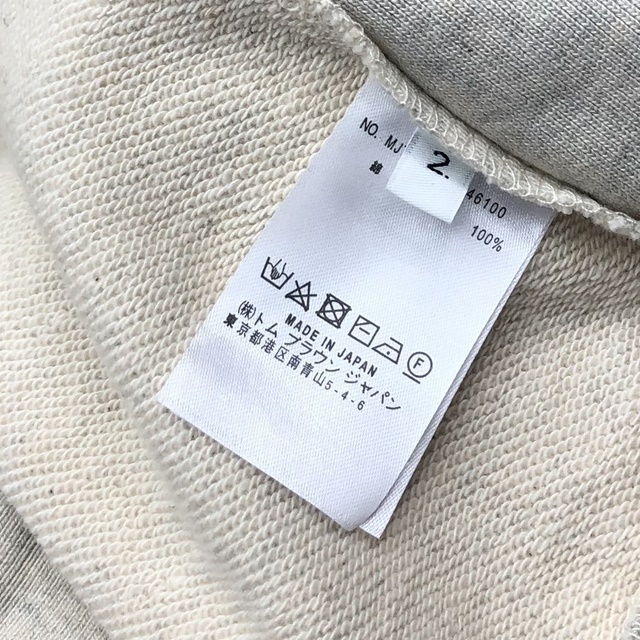 NO. MJ
46100
2.
綿
100%
F
MADE IN JAPAN
(株)トム ブラウン ジャパン
東京都港区南青山5-4-6